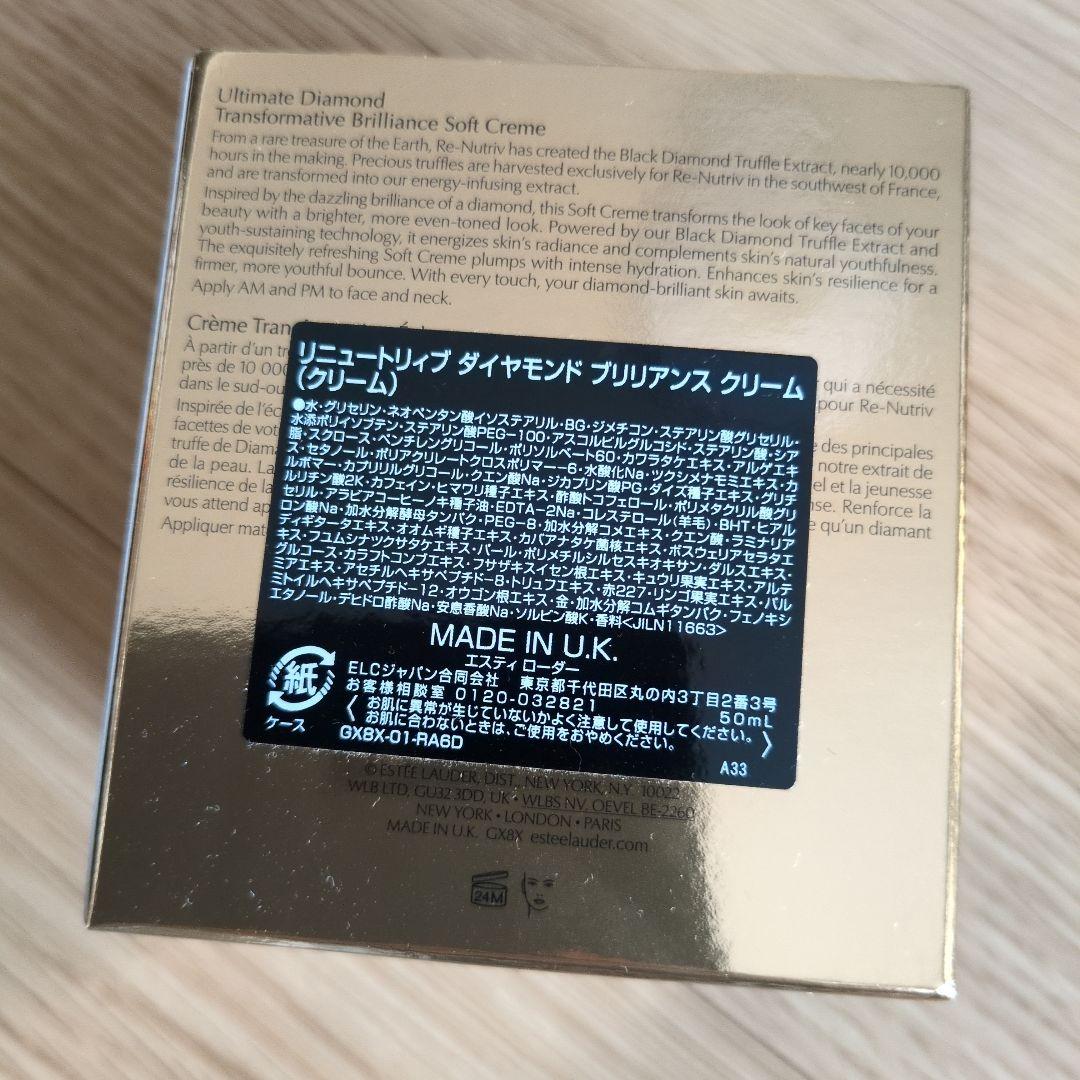 Ultimate Diamond
Transformative Brilliance Soft Creme
From a rare treasure of the Earth, Re-Nutriv has created the Black Diamond Truffle Extract, nearly 10,000
hours in the making. Precious truffles are harvested exclusively for Re-Nutriv in the southwest of France,
and are transformed into our energy-infusing extract.
Inspired by the dazzling brilliance of a diamond, this Soft Creme transforms the look of key facets of your
beauty with a brighter, more even-toned look. Powered by our Black Diamond Truffle Extract and
youth-sustaining technology, it energizes skin's radiance and complements skin's natural youthfulness.
The exquisitely refreshing Soft Creme plumps with intense hydration. Enhances skin's resilience for a
firmer, more youthful bounce. With every touch, your diamond-brilliant skin awaits.
Apply AM and PM to face and neck.
Crème
À partir d'un
qui a nécessité
près de 10
pour Re-Nutriv
dans le
Inspirée de
des principales
facettes de
notre extrait de
truffe de
et la jeunesse
de la peau. La
Renforce la
résilience de la
qu'un diamant
vous attend
Appliquer
リニュートリィブ ダイヤモンド ブリリアンス クリーム
(クリーム)
●水・グリセリン・ネオペンタン酸イソステアリル・BG・ジメチコン・ステアリン酸グリセリル・
水添ポリイソブテン・ステアリン酸PEG-100・アスコルビルグルコシド・ステアリン酸・シア
脂・スクロース・ペンチレングリコール・ポリソルベート60・カワラタケエキス・アルゲエキ
ス・セタノール・ポリアクリレートクロスポリマー-6・水酸化Na・ツクシメナモミエキス・カ
ルボマー・カプリリルグリコール・クエン酸Na・ジカプリン酸PG・ダイズ種子エキス・グリチ
ルリチン酸2K・カフェイン・ヒマワリ種子エキス・酢酸トコフェロール・ポリメタクリル酸グリ
セリル・アラビアコーヒーノキ種子油・EDTA-2Na・コレステロール(羊毛)・BHT・ヒアル
ロン酸Na・加水分解酵母タンパク・PEG-8・加水分解コメエキス・クエン酸・ラミナリア
ディギタータエキス・オオムギ種子エキス・カバアナタケ菌核エキス・ボスウェリアセラタエ
キス・フユムシナツクサタケエキス・パール・ポリメチルシルセスキオキサン・ダルスエキス・
グルコース・カラフトコンブエキス・フサザキスイセン根エキス・キュウリ果実エキス・アルテ
ミアエキス・アセチルヘキサペプチド-8・トリュフエキス・赤227・リンゴ果実エキス・パル
ミトイルヘキサペプチド-12・オウゴン根エキス・金・加水分解コムギタンパク・フェノキシ
エタノール・デヒドロ酢酸Na・安息香酸Na・ソルビン酸K・香料<JILN11663>
MADE IN U.K.
エスティ ローダー
ELCジャパン合同会社 東京都千代田区丸の内3丁目2番3号
お客様相談室 0120-032821 50mL
〈お肌に異常が生じていないかよく注意して使用してください。
お肌に合わないときは、ご使用をおやめください。〉
紙
ケース
GX8X-01-RA6D
A33
© ESTĒE LAUDER, DIST., NEW YORK, N.Y. 10022
WLB LTD, GU32 3DD, UK • WLBS NV, OEVEL BE-2260
NEW YORK • LONDON • PARIS
MADE IN U.K. GX8X esteelauder.com
24M